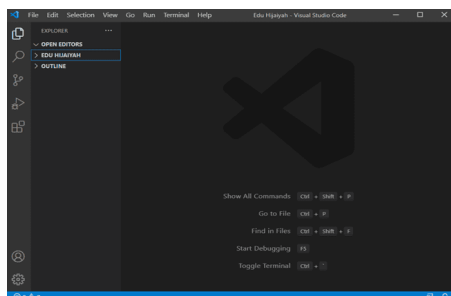 File Edit Selection View Go Run Terminal Help Edu Hijaiyah - Visual Studio Code
EXPLORER
OPEN EDITORS
EDU HIJAIYAH
OUTLINE
Show All Commands Ctrl + Shift + P
Go to File Ctrl + P
Find in Files Ctrl + Shift + F
Start Debugging F5
Toggle Terminal Ctrl + `